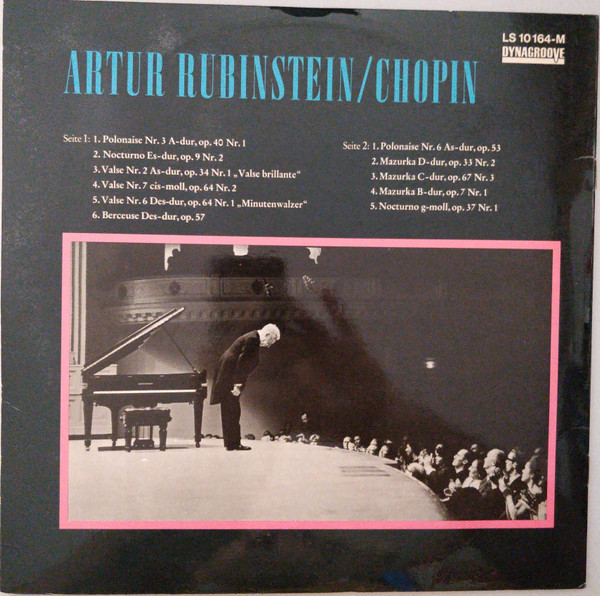 LS 10 164-M
DYNAGROOVE
ARTUR RUBINSTEIN/CHOPIN
Seite 1: 1. Polonaise Nr. 3 A-dur, op. 40 Nr. 1
2. Nocturno Es-dur, op. 9 Nr. 2
3. Valse Nr. 2 As-dur, op. 34 Nr. 1 „Valse brillante“
4. Valse Nr. 7 cis-moll, op. 64 Nr. 2
5. Valse Nr. 6 Des-dur, op. 64 Nr. 1 „Minutenwalzer“
6. Berceuse Des-dur, op. 57
Seite 2: 1. Polonaise Nr. 6 As-dur, op. 53
2. Mazurka D-dur, op. 33 Nr. 2
3. Mazurka C-dur, op. 67 Nr. 3
4. Mazurka B-dur, op. 7 Nr. 1
5. Nocturno g-moll, op. 37 Nr. 1